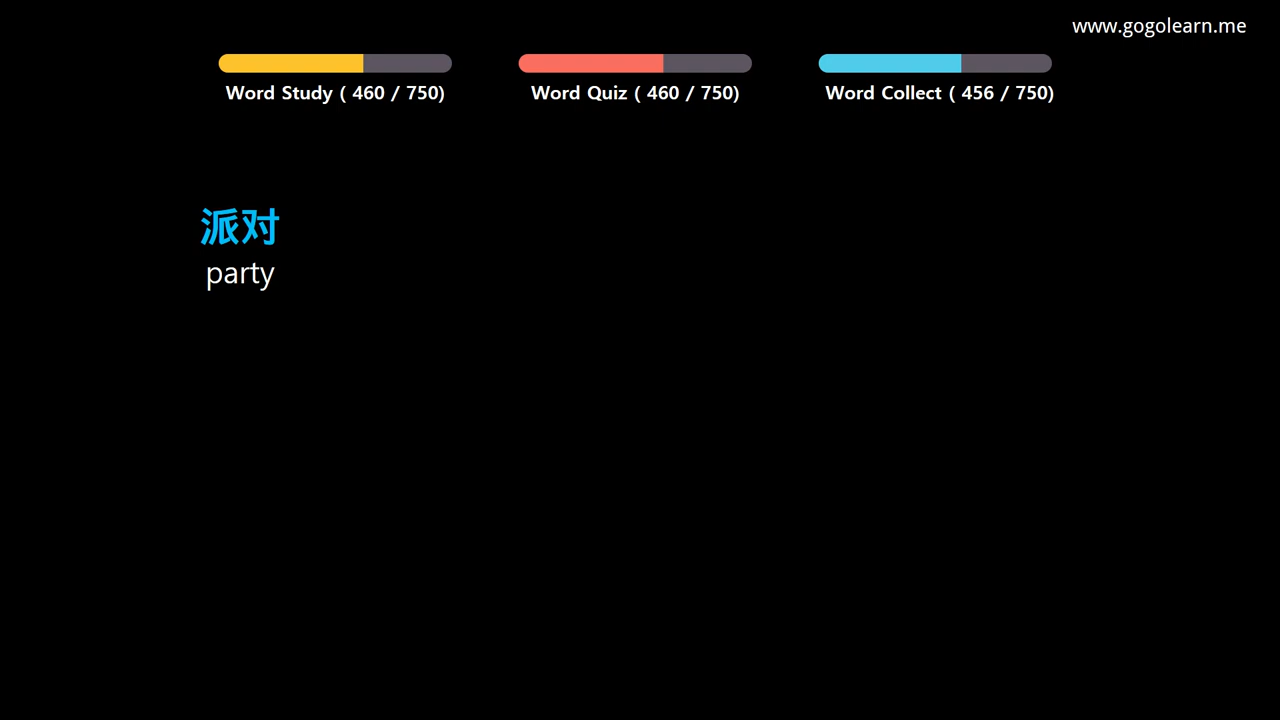 www.gogolearn.me
Word Study ( 460 / 750)
Word Quiz ( 460 / 750)
Word Collect ( 456 / 750)
派对
party